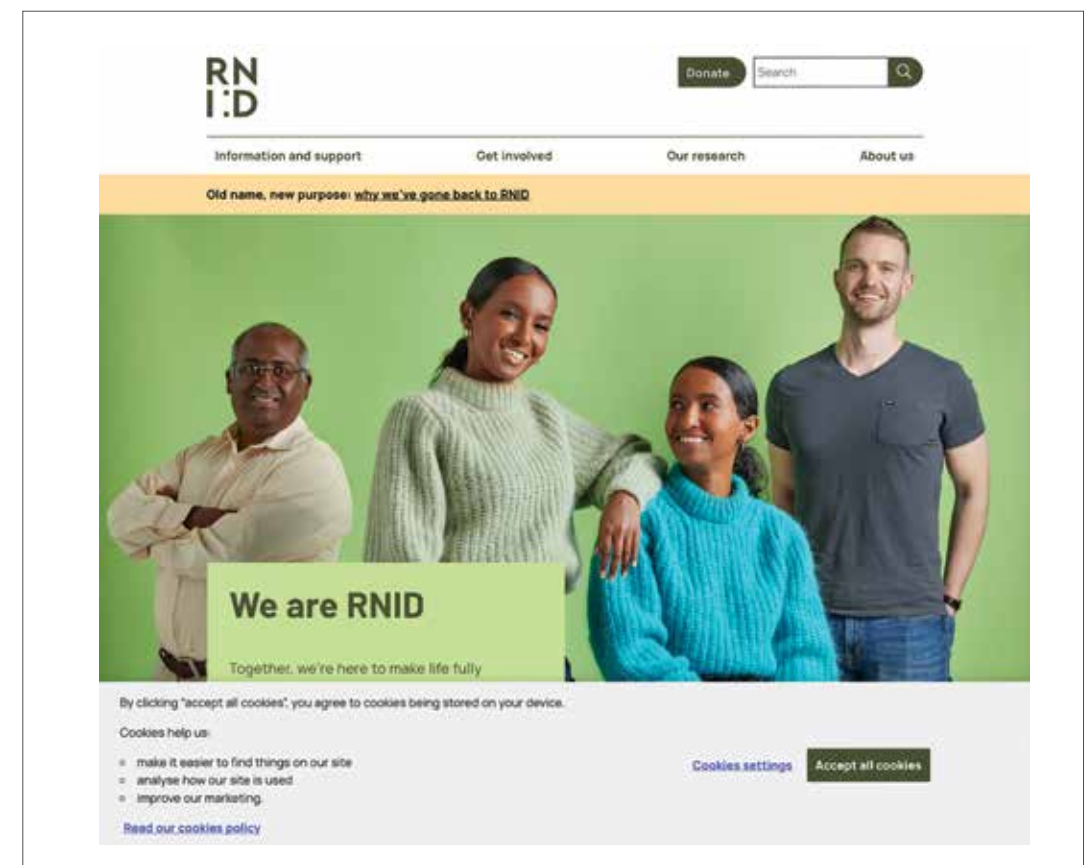 RN
I:D
Donate
Search
Information and support
Get involved
Our research
About us
Old name, new purpose: why we've gone back to RNID
We are RNID
Together, we're here to make life fully
By clicking "accept all cookies", you agree to cookies being stored on your device.
Cookies help us:
make it easier to find things on our site
analyse how our site is used
improve our marketing.
Read our cookies policy
Cookies settings
Accept all cookies